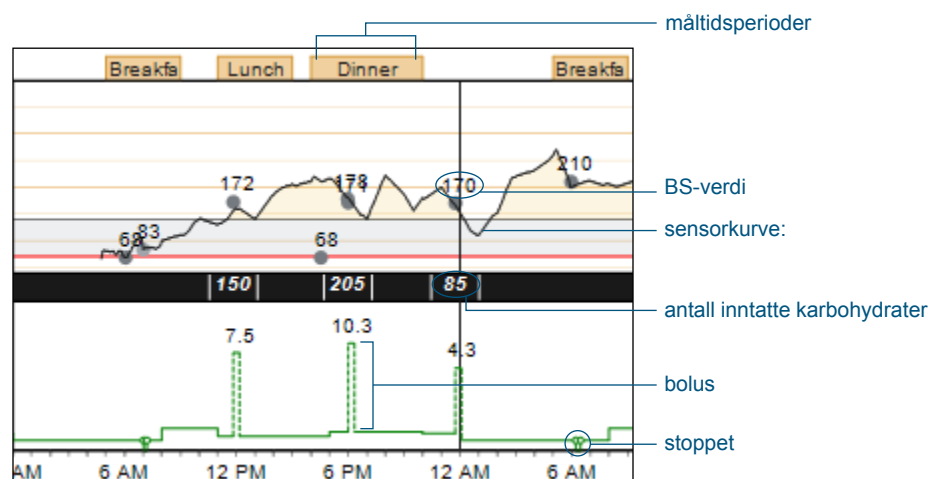 måltidsperioder
Breakfa Lunch Dinner Breakfa
210
172 178 170
BS-verdi
83
68 68
sensorkurve:
150 205 85
antall inntatte karbohydrater
10.3
7.5 4.3
bolus
stoppet
AM 6 AM 12 PM 6 PM 12 AM 6 AM